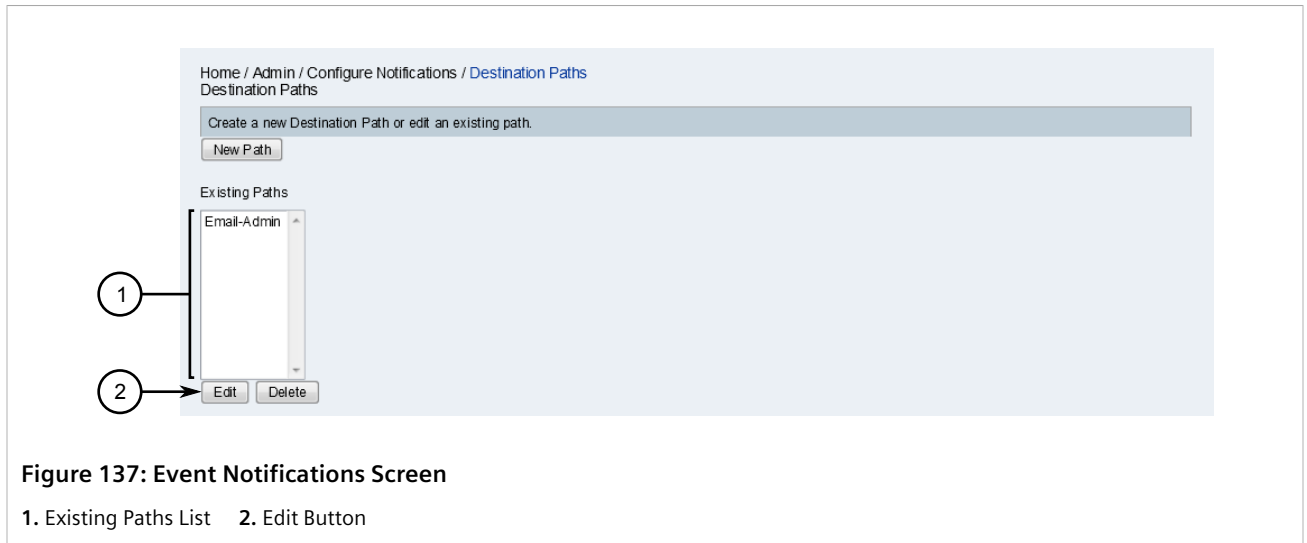 Home / Admin / Configure Notifications / Destination Paths
Destination Paths
Create a new Destination Path or edit an existing path.
New Path
Existing Paths
Email-Admin
1
2
Edit Delete
Figure 137: Event Notifications Screen
1. Existing Paths List 2. Edit Button